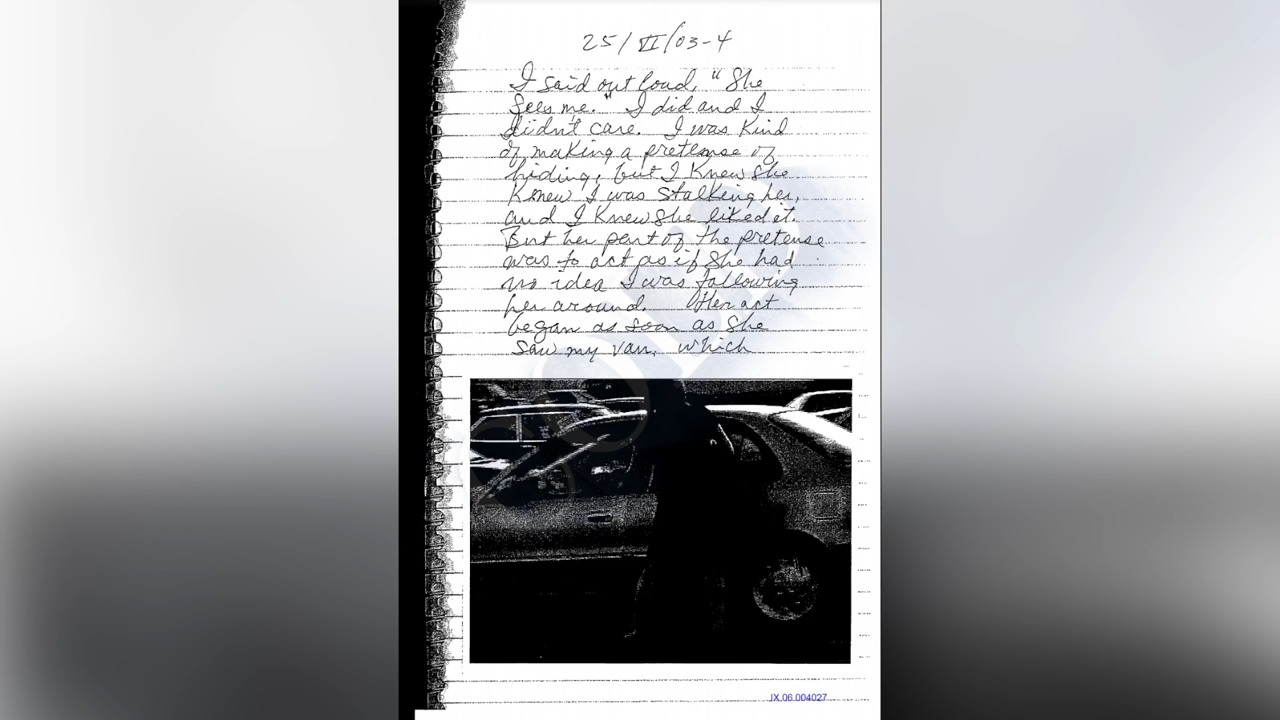 25/VI/03-4
I said out loud, "She
sees me." I did and I
didn't care. I was kind
of making a pretense of
hiding, but I knew she
knew I was stalking her,
and I knew she liked it.
But her part of the pretense
was to act as if she had
no idea I was following
her around. Her act
began as soon as she
saw my van, which
JX.06.004027